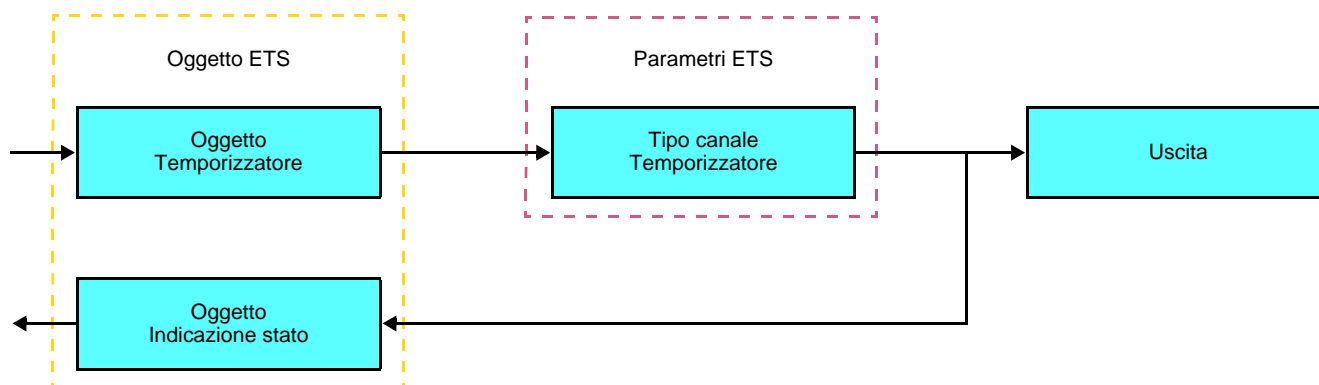 Oggetto ETS
Parametri ETS
Oggetto
Temporizzatore
Tipo canale
Temporizzatore
Uscita
Oggetto
Indicazione stato